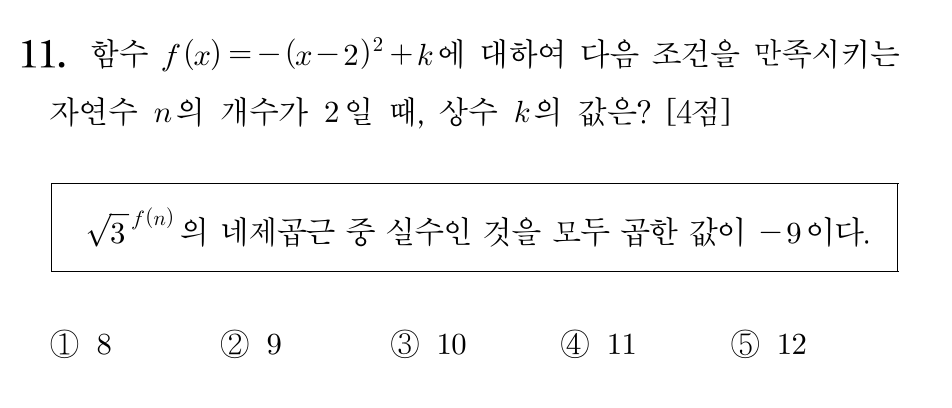 11. 함수 f(x)=-(x-2)²+k에 대하여 다음 조건을 만족시키는
자연수 n의 개수가 2일 때, 상수 k의 값은? [4점]
√3^{f(n)}의 네제곱근 중 실수인 것을 모두 곱한 값이 -9이다.
① 8 ② 9 ③ 10 ④ 11 ⑤ 12